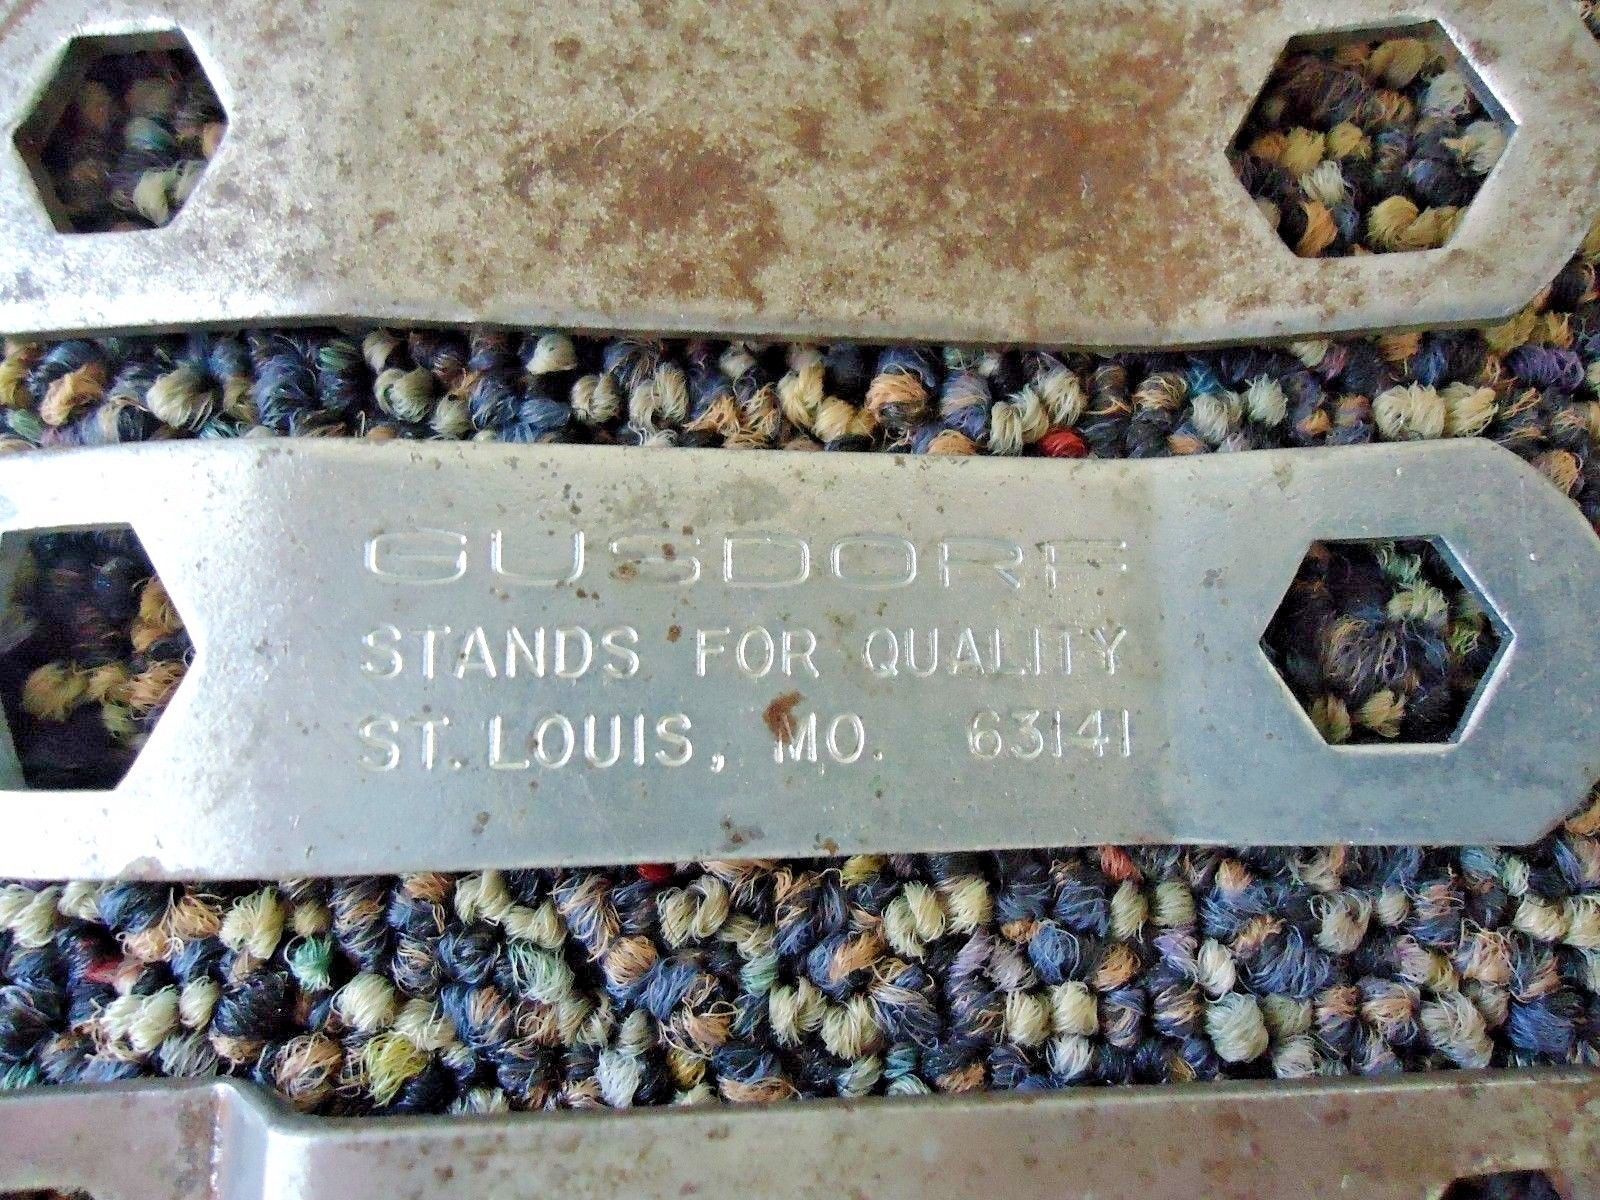 GUSDORF
STANDS FOR QUALITY
ST. LOUIS, MO. 63141